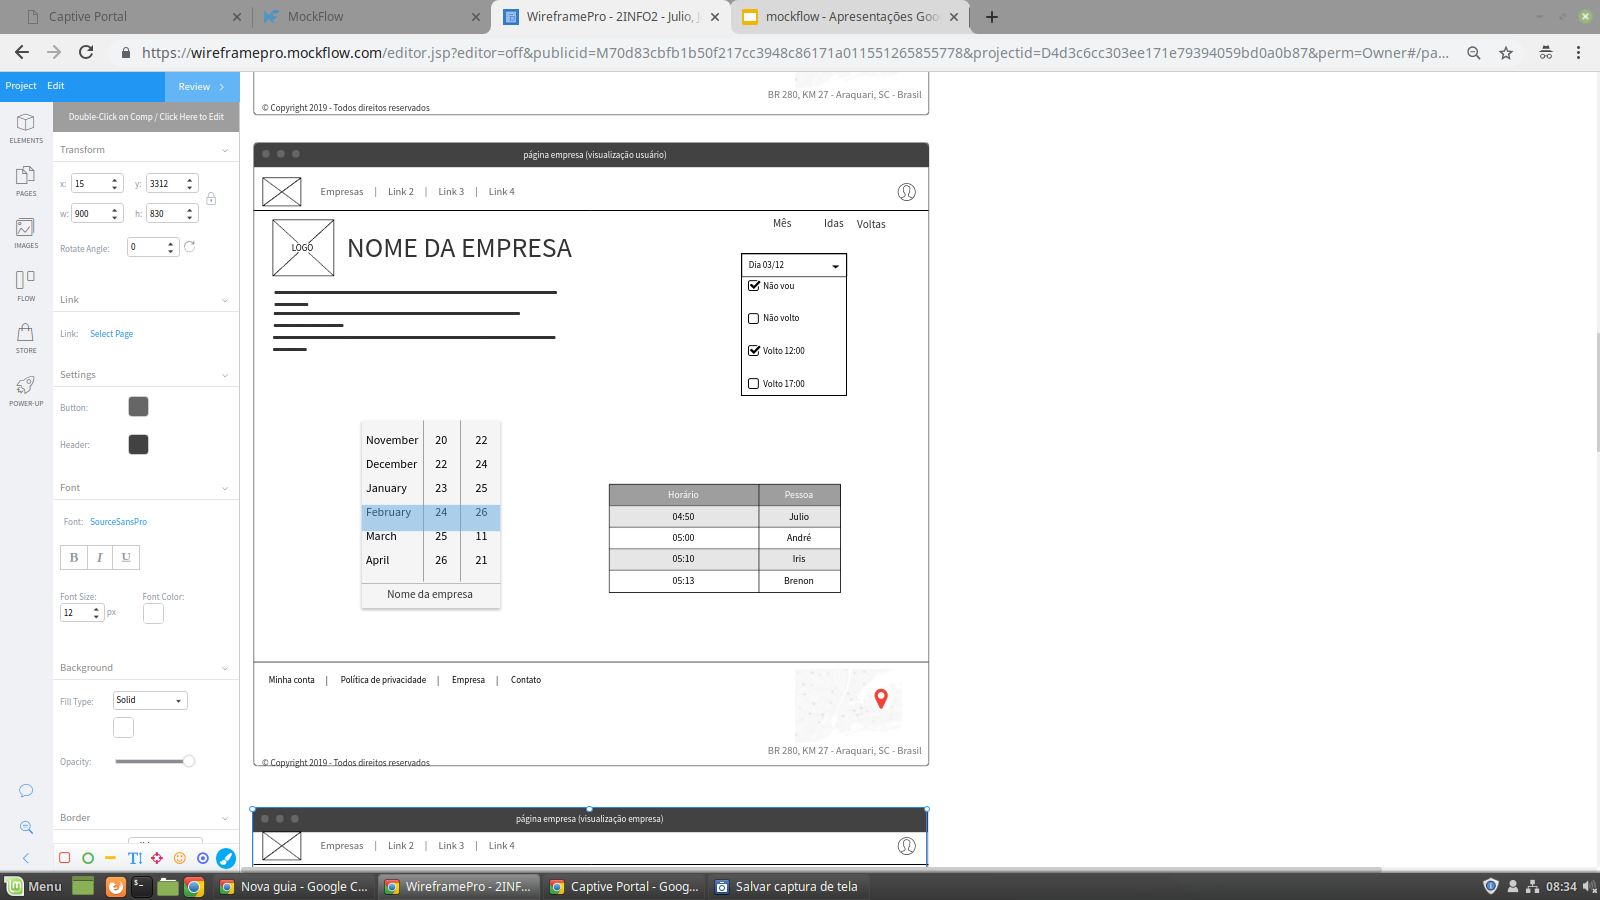 Captive Portal
MockFlow
WireframePro - 2INFO2 - Julio, J
mockflow - Apresentações Goo
https://wireframepro.mockflow.com/editor.jsp?editor=off&publicid=M70d83cbfb1b50f217cc3948c86171a011551265855778&projectid=D4d3c6cc303ee171e79394059bd0a0b87&perm=Owner#/pa...
Project Edit
Review
Double-Click on Comp / Click Here to Edit
ELEMENTS
PAGES
IMAGES
FLOW
STORE
POWER-UP
Transform
x: 15 y: 3312
w: 900 h: 830
Rotate Angle: 0
Link
Link: Select Page
Settings
Button:
Header:
Font
Font: SourceSansPro
B I U
Font Size: Font Color:
12 px
Background
Fill Type: Solid
Opacity:
Border
BR 280, KM 27 - Araquari, SC - Brasil
© Copyright 2019 - Todos direitos reservados
página empresa (visualização usuário)
Empresas | Link 2 | Link 3 | Link 4
LOGO
NOME DA EMPRESA
Mês Idas Voltas
Dia 03/12
Não vou
Não volto
Volto 12:00
Volto 17:00
November 20 22
December 22 24
January 23 25
February 24 26
March 25 11
April 26 21
Nome da empresa
Horário Pessoa
04:50 Julio
05:00 André
05:10 Iris
05:13 Brenon
Minha conta | Política de privacidade | Empresa | Contato
BR 280, KM 27 - Araquari, SC - Brasil
© Copyright 2019 - Todos direitos reservados
página empresa (visualização empresa)
Empresas | Link 2 | Link 3 | Link 4
Menu
Nova guia - Google C...
WireframePro - 2INF...
Captive Portal - Goog...
Salvar captura de tela
08:34